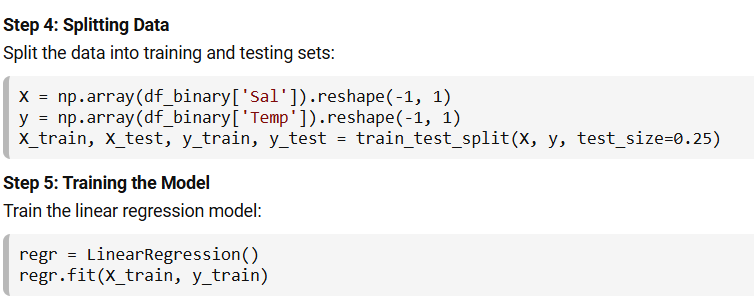 Step 4: Splitting Data
Split the data into training and testing sets:
X = np.array(df_binary['Sal']).reshape(-1, 1)
y = np.array(df_binary['Temp']).reshape(-1, 1)
X_train, X_test, y_train, y_test = train_test_split(X, y, test_size=0.25)
Step 5: Training the Model
Train the linear regression model:
regr = LinearRegression()
regr.fit(X_train, y_train)